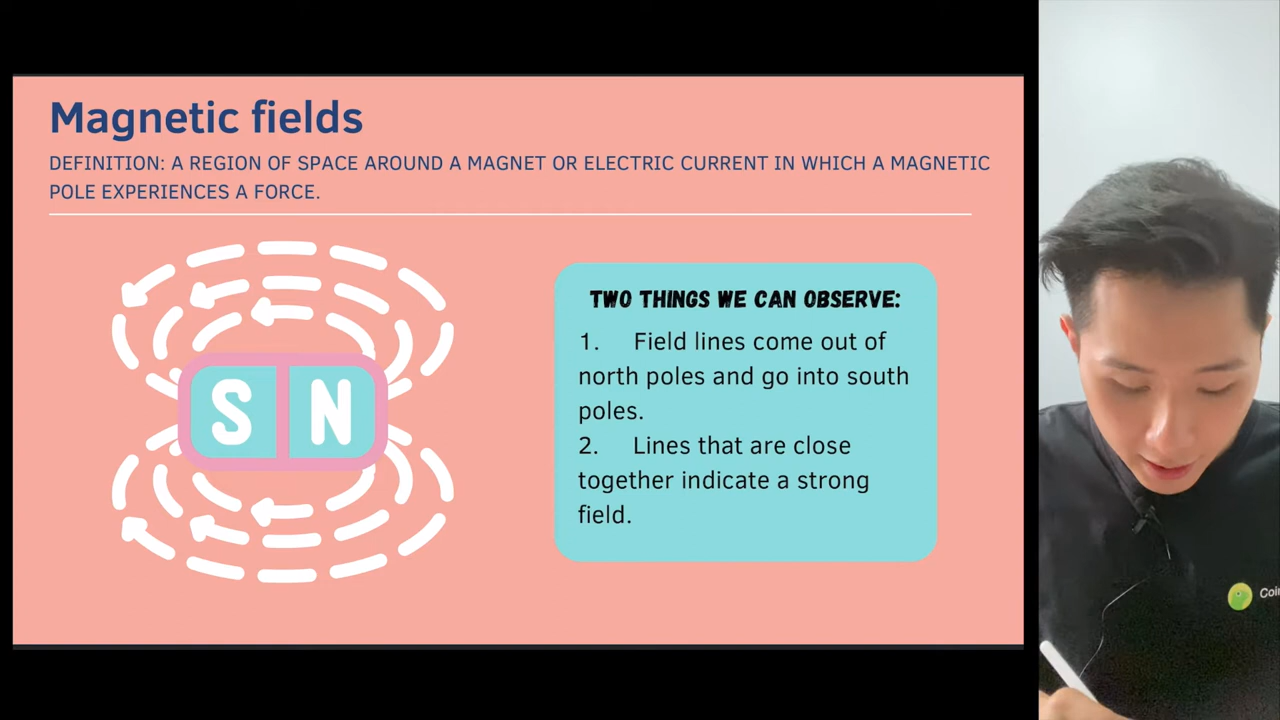 Magnetic fields
DEFINITION: A REGION OF SPACE AROUND A MAGNET OR ELECTRIC CURRENT IN WHICH A MAGNETIC
POLE EXPERIENCES A FORCE.
S N
TWO THINGS WE CAN OBSERVE:
1. Field lines come out of
north poles and go into south
poles.
2. Lines that are close
together indicate a strong
field.